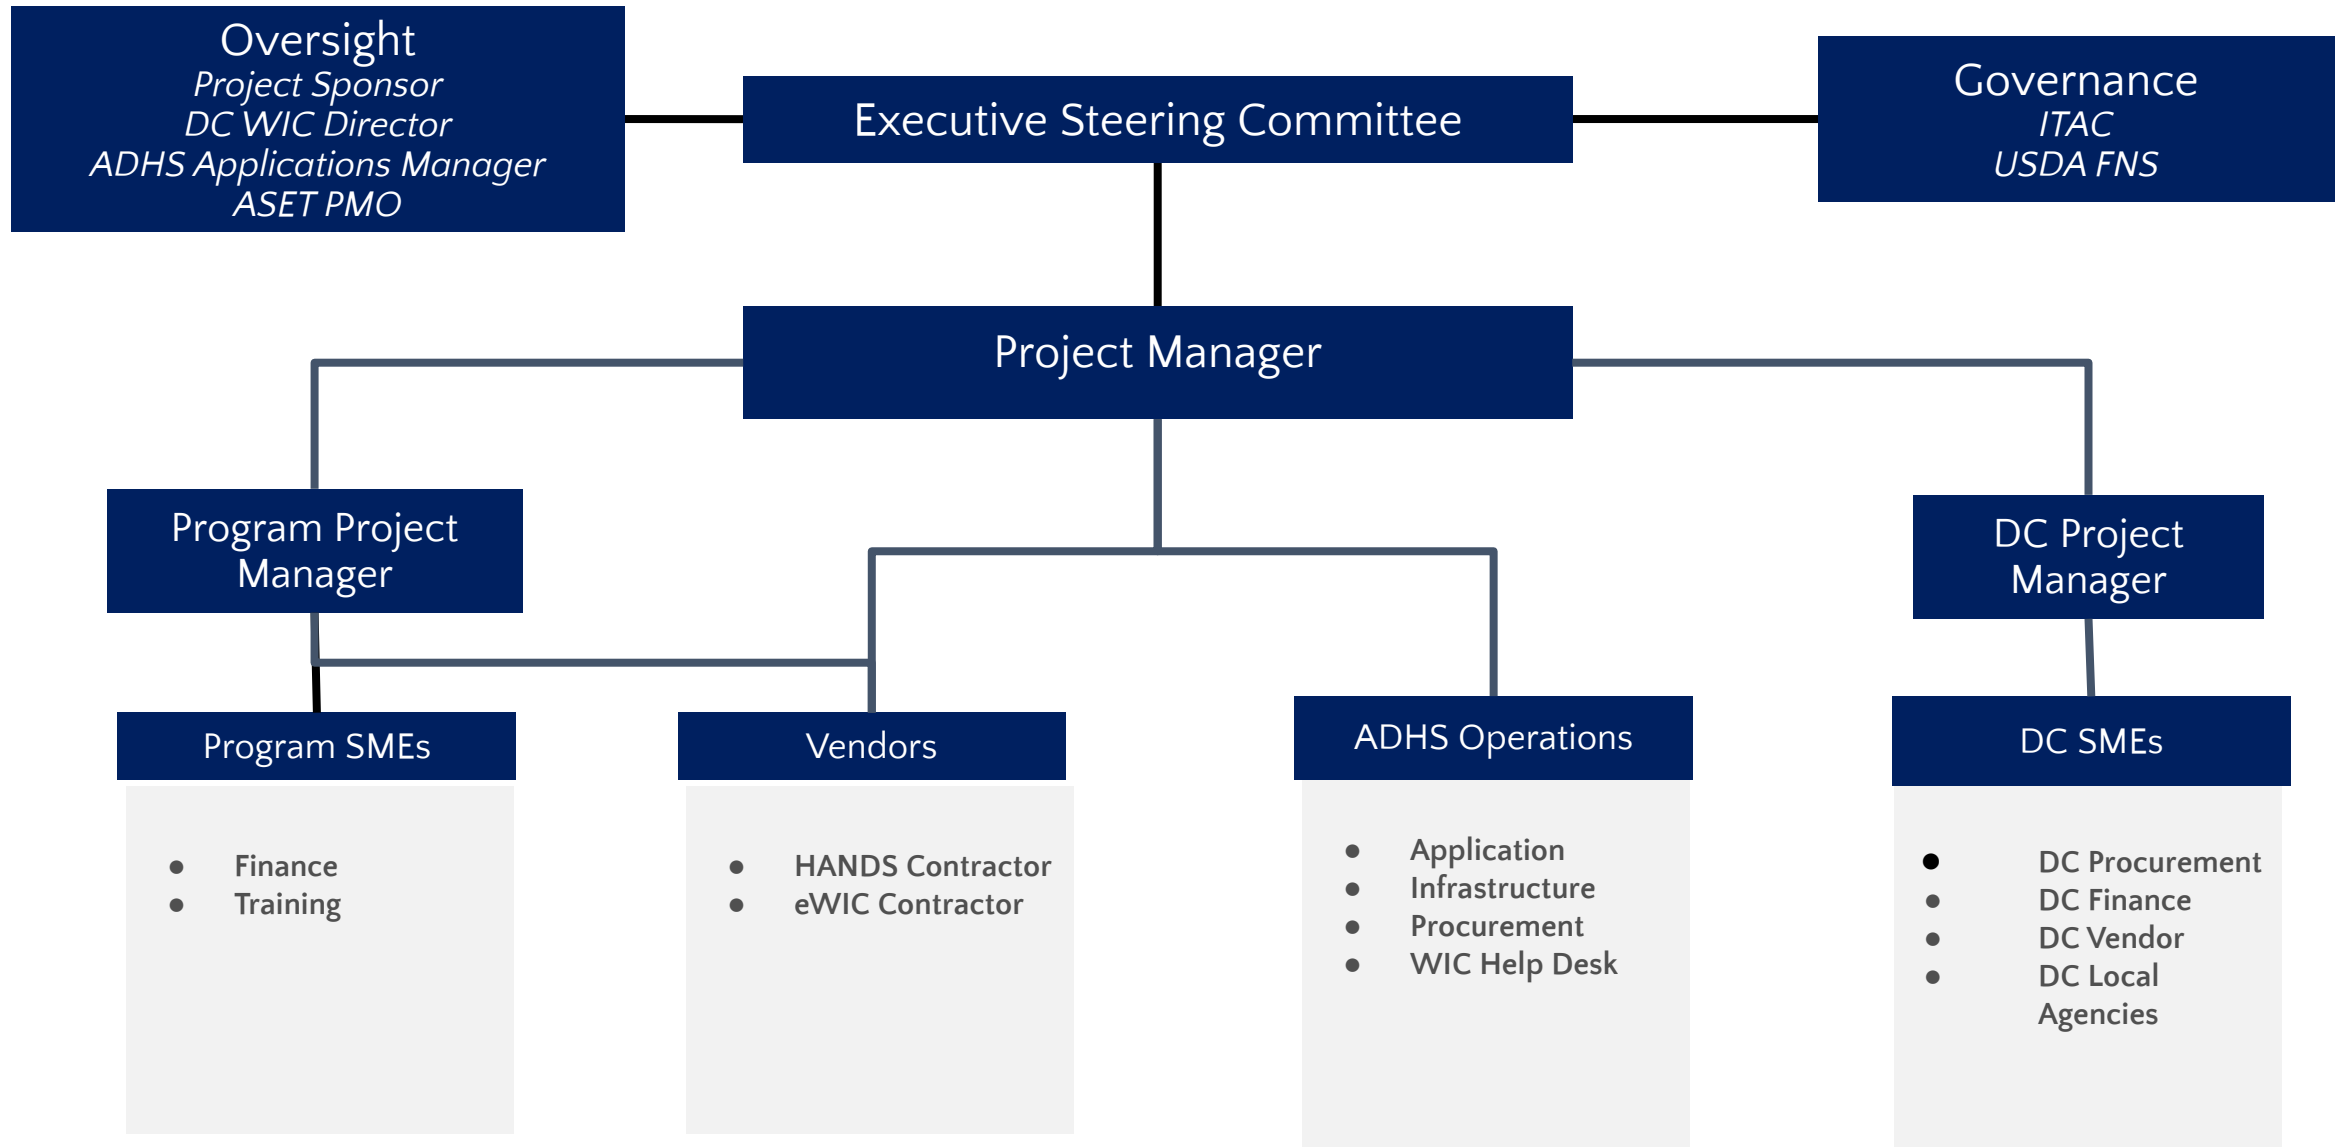 Oversight
Project Sponsor
DC WIC Director
ADHS Applications Manager
ASET PMO
Executive Steering Committee
Governance
ITAC
USDA FNS
Project Manager
Program Project
Manager
DC Project
Manager
Program SMEs
● Finance
● Training
Vendors
● HANDS Contractor
● eWIC Contractor
ADHS Operations
● Application
● Infrastructure
● Procurement
● WIC Help Desk
DC SMEs
● DC Procurement
● DC Finance
● DC Vendor
● DC Local
Agencies